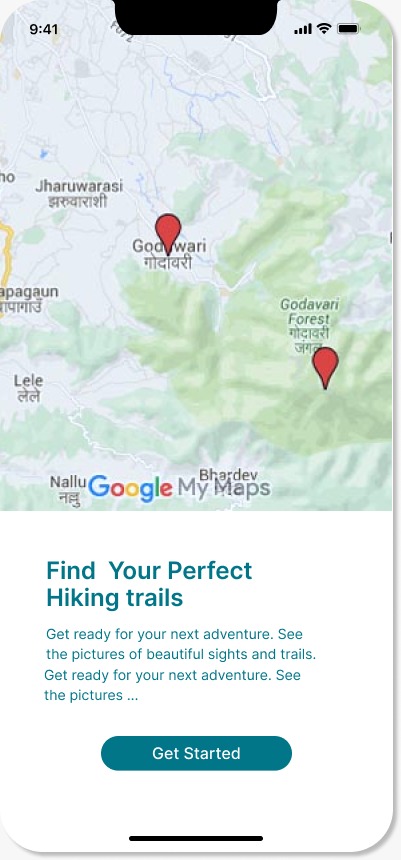 9:41
Jharuwarasi
झरुवाराशी
गोदावरी
Godavari
Forest
गोदावरी
जंगल
Lele
लेले
Bhardev
Nallu
नल्लु
Google My Maps
Find  Your Perfect
Hiking trails
Get ready for your next adventure. See
the pictures of beautiful sights and trails.
Get ready for your next adventure. See
the pictures ...
Get Started